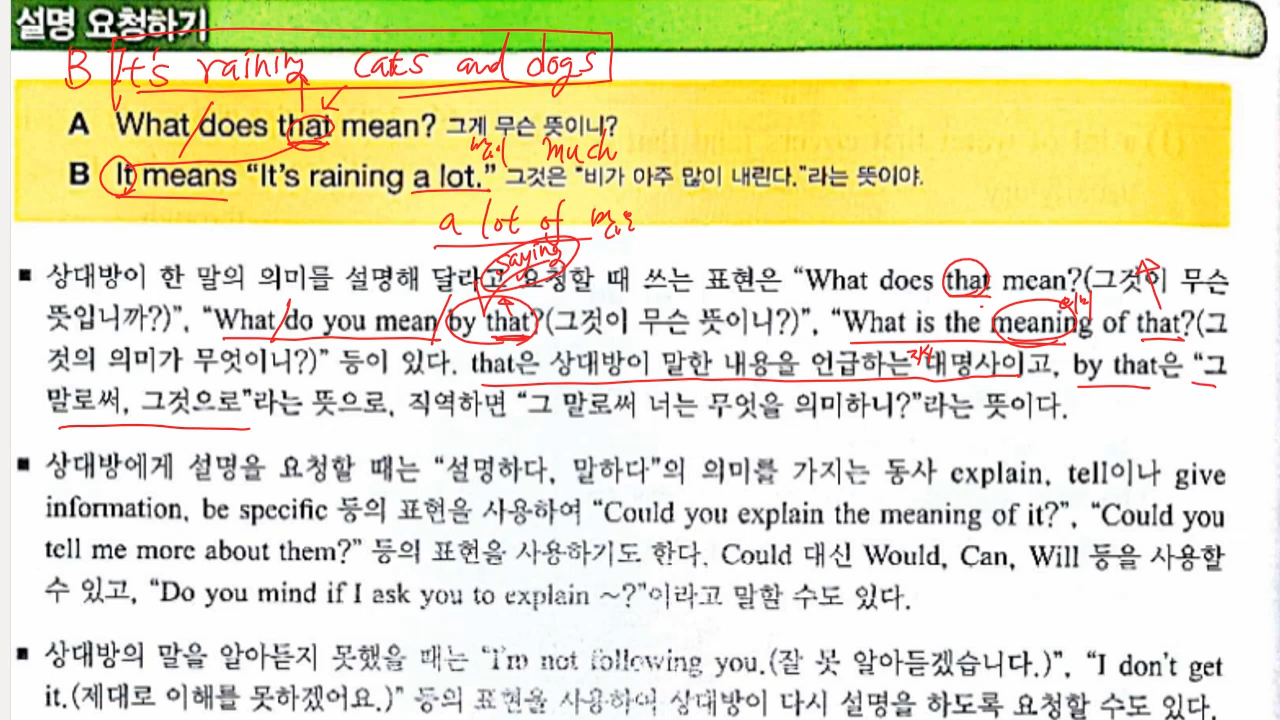 설명 요청하기
B It's raining cats and dogs
A What does that mean? 그게 무슨 뜻이니?
많이 much
B It means “It's raining a lot.” 그것은 “비가 아주 많이 내린다.”라는 뜻이야.
a lot of 많은
saying
■ 상대방이 한 말의 의미를 설명해 달라고 요청할 때 쓰는 표현은 “What does that mean?(그것이 무슨
뜻입니까?)”, “What do you mean by that?(그것이 무슨 뜻이니?)”, “What is the meaning of that?(그
것의 의미가 무엇이니?)” 등이 있다. that은 상대방이 말한 내용을 언급하는 대명사이고, by that은 “그
말로써, 그것으로”라는 뜻으로, 직역하면 “그 말로써 너는 무엇을 의미하니?”라는 뜻이다.
■ 상대방에게 설명을 요청할 때는 “설명하다, 말하다”의 의미를 가지는 동사 explain, tell이나 give
information, be specific 등의 표현을 사용하여 “Could you explain the meaning of it?”, “Could you
tell me more about them?” 등의 표현을 사용하기도 한다. Could 대신 Would, Can, Will 등을 사용할
수 있고, “Do you mind if I ask you to explain ~?”이라고 말할 수도 있다.
■ 상대방의 말을 알아듣지 못했을 때는 “I'm not following you.(잘 못 알아듣겠습니다.)”, “I don't get
it.(제대로 이해를 못하겠어요.)” 등의 표현을 사용하여 상대방이 다시 설명을 하도록 요청할 수도 있다.